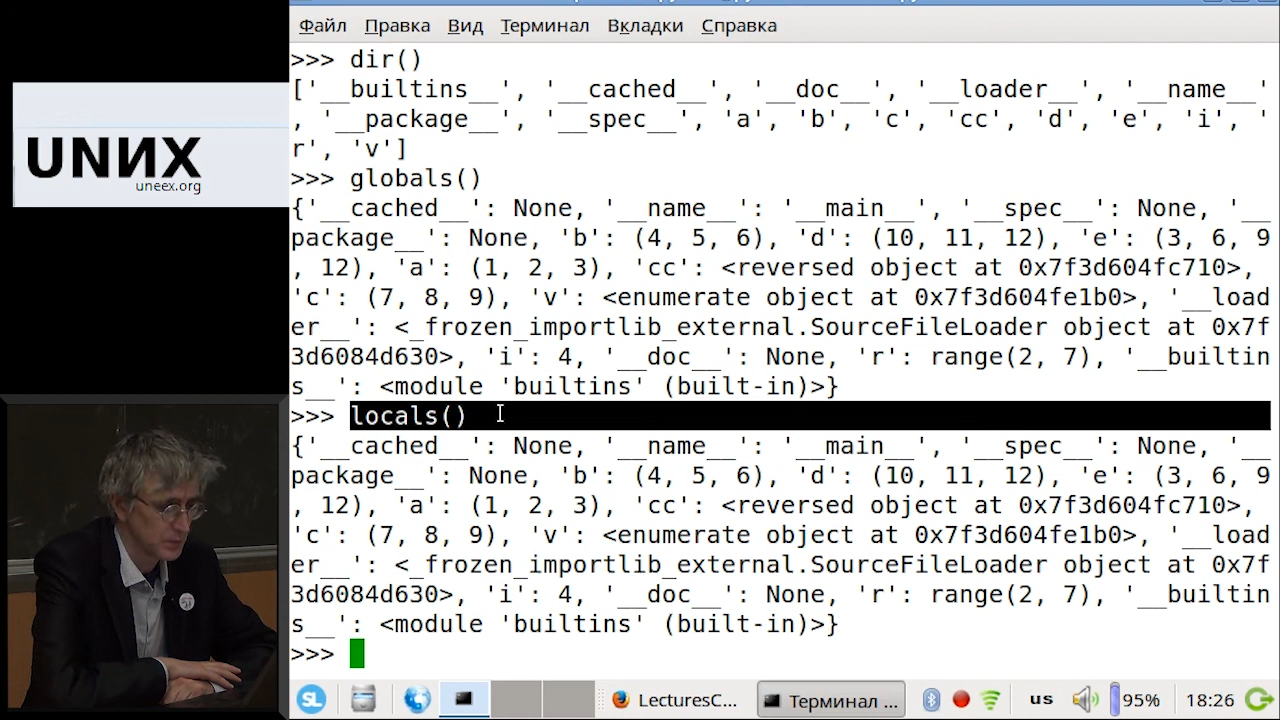 Файл Правка Вид Терминал Вкладки Справка
>>> dir()
['__builtins__', '__cached__', '__doc__', '__loader__', '__name__'
, '__package__', '__spec__', 'a', 'b', 'c', 'cc', 'd', 'e', 'i', '
r', 'v']
>>> globals()
{'__cached__': None, '__name__': '__main__', '__spec__': None, '__
package__': None, 'b': (4, 5, 6), 'd': (10, 11, 12), 'e': (3, 6, 9
, 12), 'a': (1, 2, 3), 'cc': <reversed object at 0x7f3d604fc710>,
'c': (7, 8, 9), 'v': <enumerate object at 0x7f3d604fe1b0>, '__load
er__': <_frozen_importlib_external.SourceFileLoader object at 0x7f
3d6084d630>, 'i': 4, '__doc__': None, 'r': range(2, 7), '__builtin
s__': <module 'builtins' (built-in)>}
>>> locals()
{'__cached__': None, '__name__': '__main__', '__spec__': None, '__
package__': None, 'b': (4, 5, 6), 'd': (10, 11, 12), 'e': (3, 6, 9
, 12), 'a': (1, 2, 3), 'cc': <reversed object at 0x7f3d604fc710>,
'c': (7, 8, 9), 'v': <enumerate object at 0x7f3d604fe1b0>, '__load
er__': <_frozen_importlib_external.SourceFileLoader object at 0x7f
3d6084d630>, 'i': 4, '__doc__': None, 'r': range(2, 7), '__builtin
s__': <module 'builtins' (built-in)>}
>>>
UNИX
uneex.org
LecturesC... Терминал ... us 95% 18:26